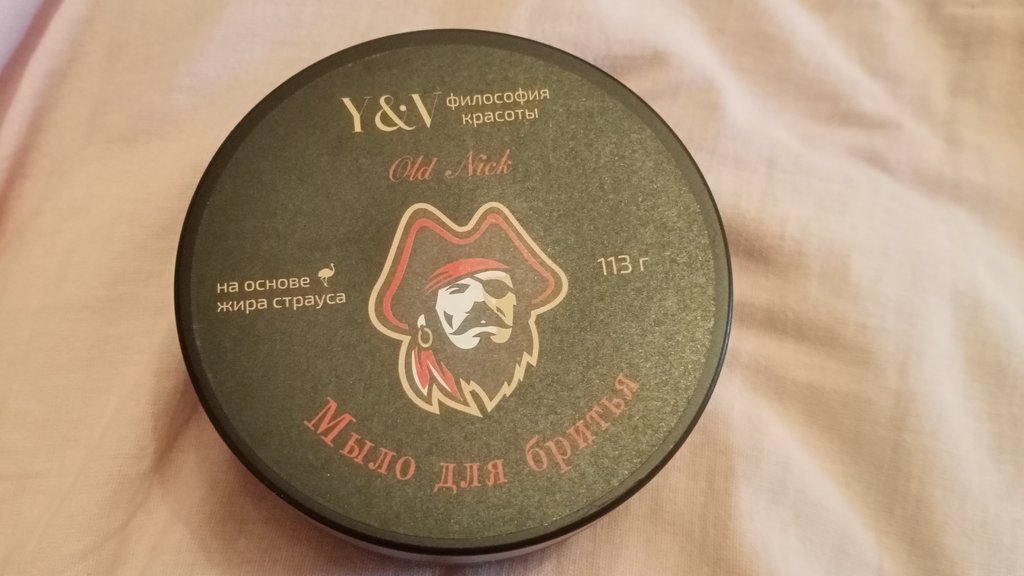 Y&V философия
красоты
Old Nick
на основе
жира страуса
113 г
Мыло для бритья